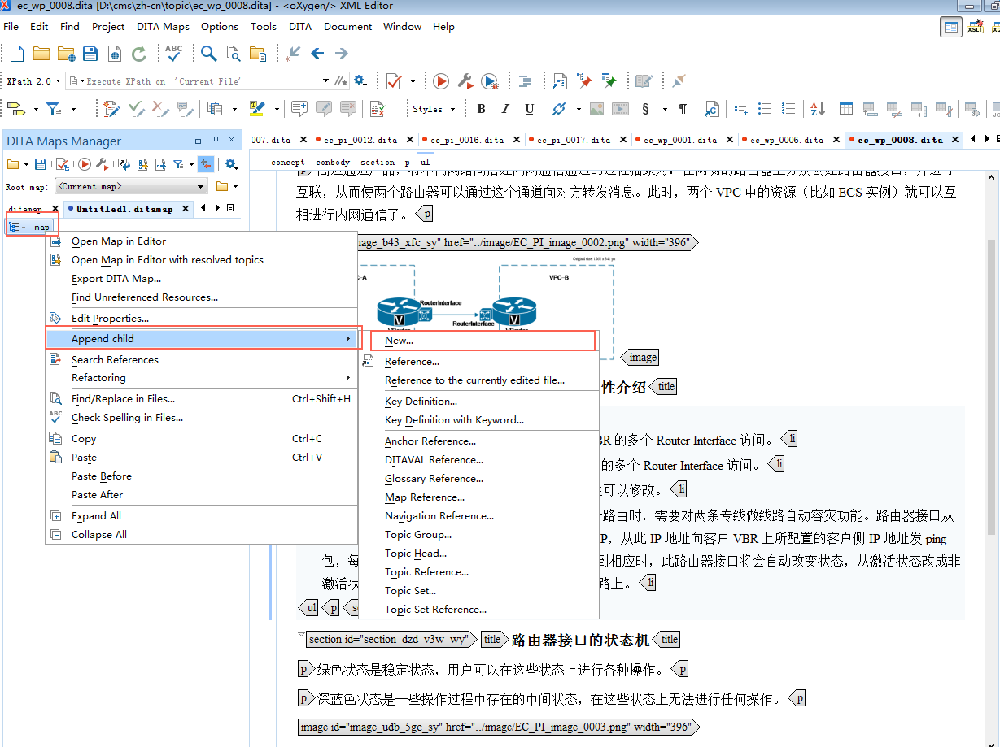 ec_wp_0008.dita [D:\cms\zh-cn\topic\ec_wp_0008.dita] - <oXygen/> XML Editor
File Edit Find Project DITA Maps Options Tools DITA Document Window Help
XSLT
ABC
XPath 2.0 Execute XPath on 'Current File'
Styles B I U § ¶
DITA Maps Manager
007.dita ec_pi_0012.dita ec_pi_0016.dita ec_pi_0017.dita ec_wp_0001.dita ec_wp_0006.dita ec_wp_0008.dita
concept conbody section p ul
Root map: <Current map>
ditamap Untitled1.ditamap
map
互联，从而使两个路由器可以通过这个通道向对方转发消息。此时，两个 VPC 中的资源（比如 ECS 实例）就可以互
相进行内网通信了。 p
Open Map in Editor
Open Map in Editor with resolved topics
Export DITA Map...
Find Unreferenced Resources...
Edit Properties...
Append child
Search References
Refactoring
Find/Replace in Files... Ctrl+Shift+H
ABC Check Spelling in Files...
Copy Ctrl+C
Paste Ctrl+V
Paste Before
Paste After
Expand All
Collapse All
New...
Reference...
Reference to the currently edited file...
Key Definition...
Key Definition with Keyword...
Anchor Reference...
DITAVAL Reference...
Glossary Reference...
Map Reference...
Navigation Reference...
Topic Group...
Topic Head...
Topic Reference...
Topic Set...
Topic Set Reference...
mage_b43_xfc_sy" href="../image/EC_PI_image_0002.png" width="396"
C-A VPC-B
RouterInterface
V V
RouterInterface
image
性介绍 title
BR 的多个 Router Interface 访问。 li
的多个 Router Interface 访问。 li
可以修改。 li
路由时，需要对两条专线做线路自动容灾功能。路由器接口从
IP，从此 IP 地址向客户 VBR 上所配置的客户侧 IP 地址发 ping
包，每 到相应时，此路由器接口将会自动改变状态，从激活状态改成非
激活状 路上。 li
ul p
section id="section_dzd_v3w_wy" title 路由器接口的状态机 title
p 绿色状态是稳定状态，用户可以在这些状态上进行各种操作。 p
p 深蓝色状态是一些操作过程中存在的中间状态，在这些状态上无法进行任何操作。 p
image id="image_udb_5gc_sy" href="../image/EC_PI_image_0003.png" width="396"